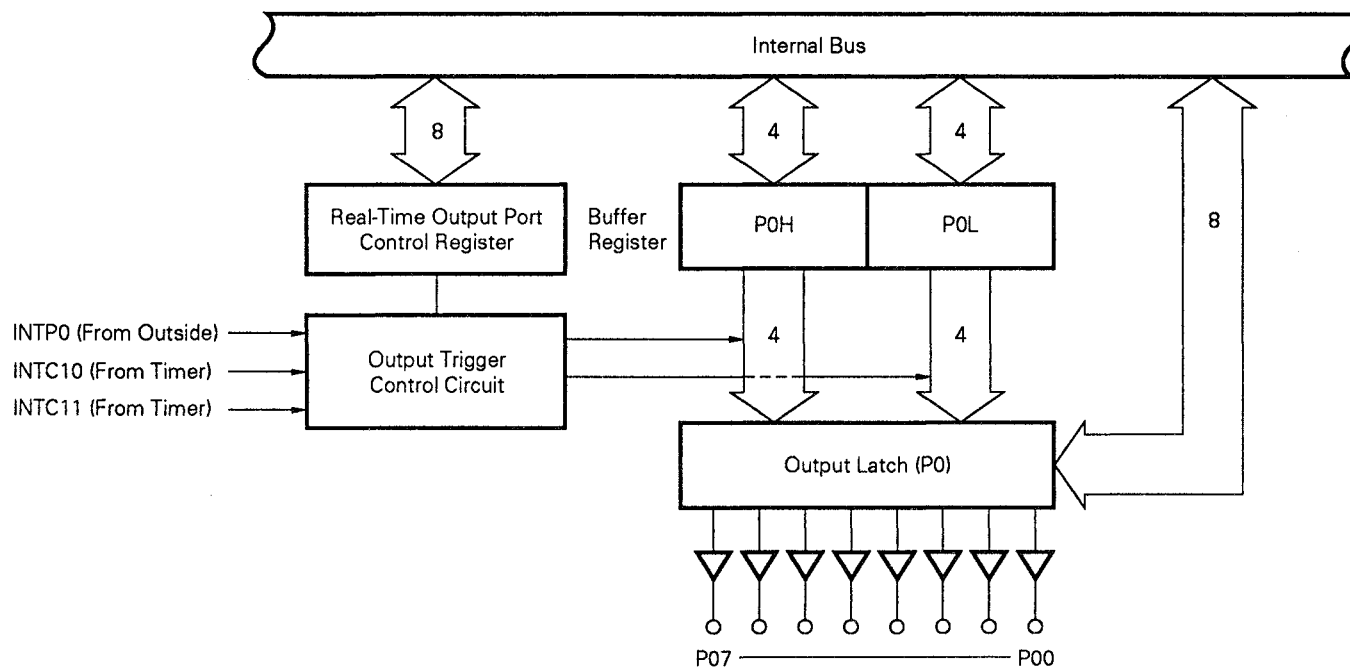 Internal Bus
8
4
4
Real-Time Output Port
Control Register
Buffer
Register
P0H
P0L
8
INTP0 (From Outside)
INTC10 (From Timer)
INTC11 (From Timer)
Output Trigger
Control Circuit
4
4
Output Latch (P0)
P07
P00